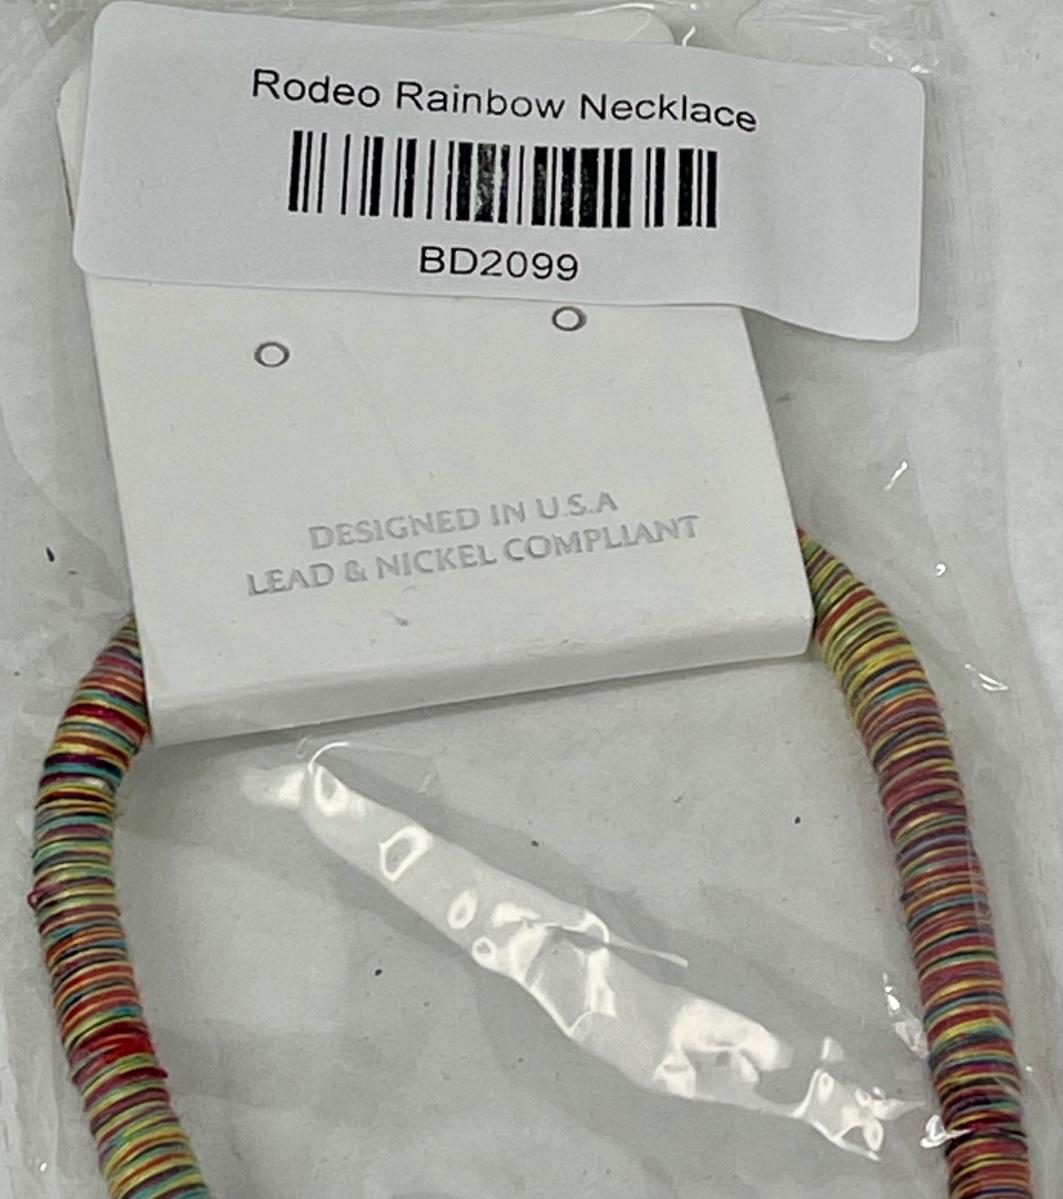 Rodeo Rainbow Necklace
BD2099
DESIGNED IN U.S.A
LEAD & NICKEL COMPLIANT